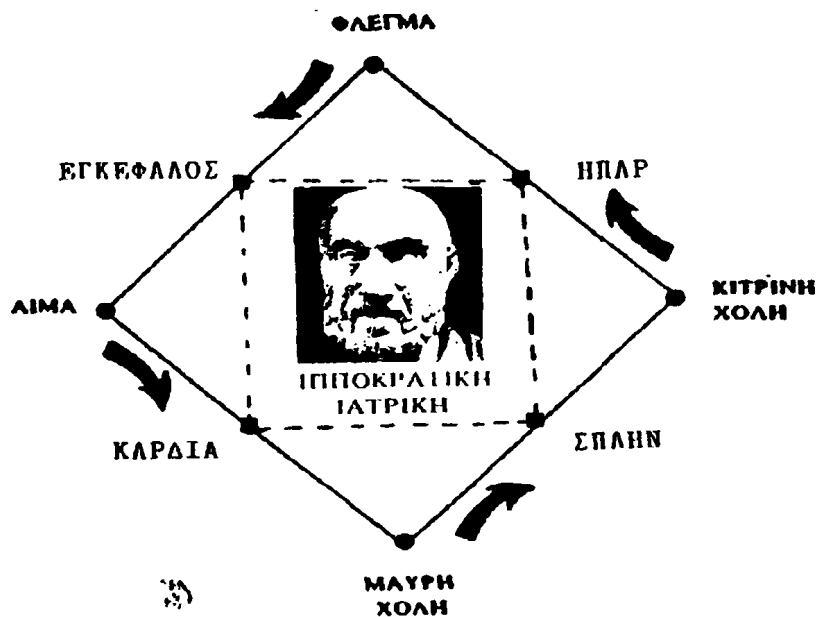 ΦΛΕΓΜΑ
ΕΓΚΕΦΑΛΟΣ
ΗΠΑΡ
ΑΙΜΑ
ΚΙΤΡΙΝΗ
ΧΟΛΗ
ΙΠΠΟΚΡΑΤΙΚΗ
ΙΑΤΡΙΚΗ
ΚΑΡΔΙΑ
ΣΠΛΗΝ
ΜΑΥΡΗ
ΧΟΛΗ